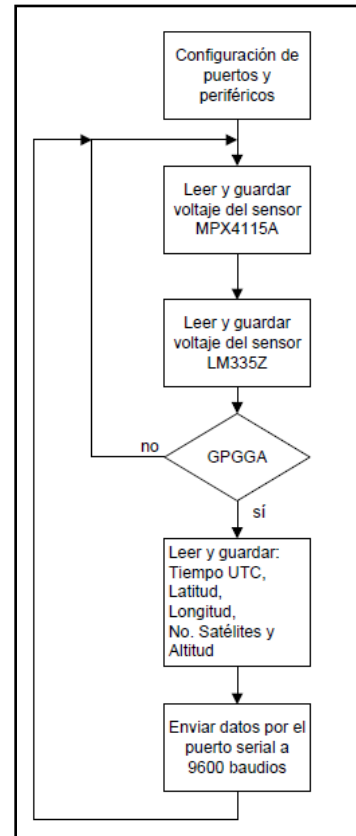 Configuración de
puertos y
periféricos
Leer y guardar
voltaje del sensor
MPX4115A
Leer y guardar
voltaje del sensor
LM335Z
no
GPGGA
sí
Leer y guardar:
Tiempo UTC,
Latitud,
Longitud,
No. Satélites y
Altitud
Enviar datos por el
puerto serial a
9600 baudios